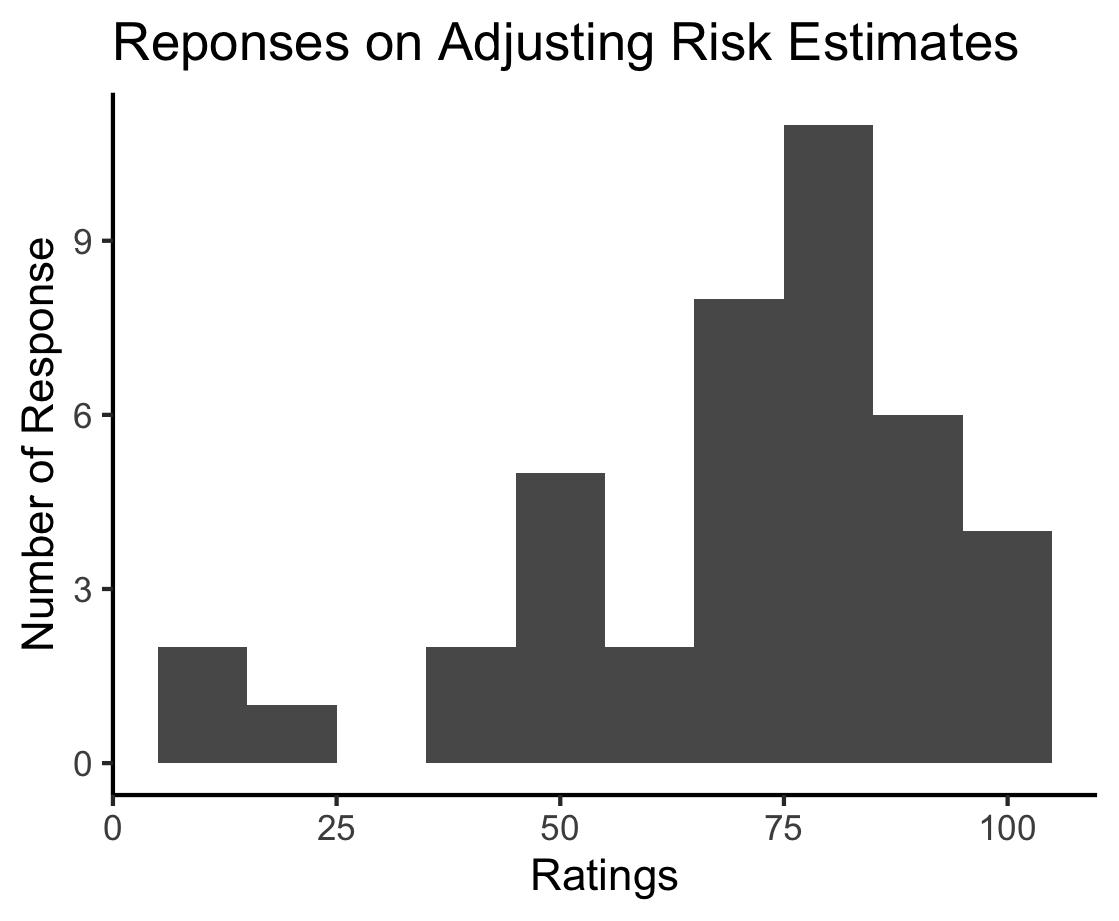 Reponses on Adjusting Risk Estimates
Number of Response
9
6
3
0
0 25 50 75 100
Ratings